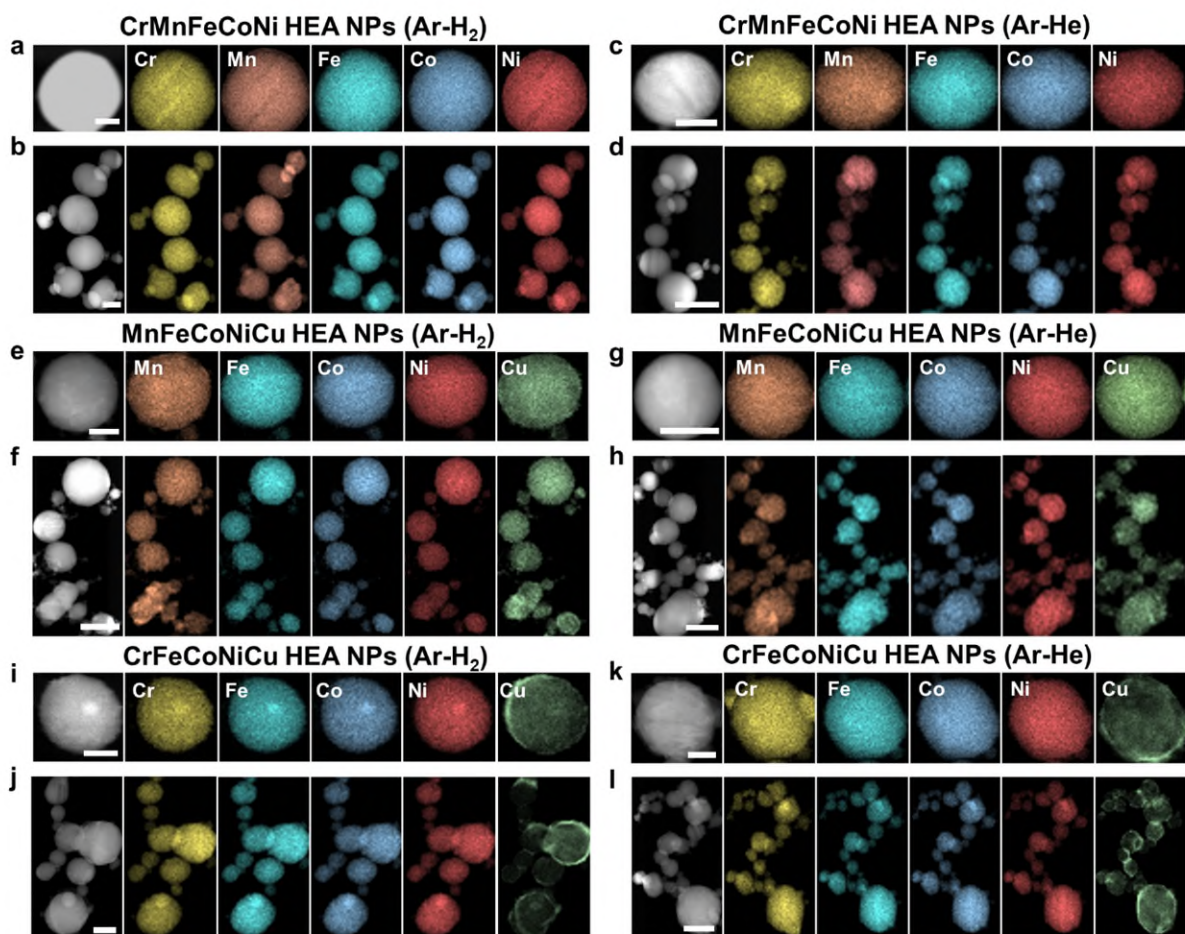 CrMnFeCoNi HEA NPs (Ar-H₂)
a
Cr Mn Fe Co Ni
b
CrMnFeCoNi HEA NPs (Ar-He)
c
Cr Mn Fe Co Ni
d
MnFeCoNiCu HEA NPs (Ar-H₂)
e
Mn Fe Co Ni Cu
f
MnFeCoNiCu HEA NPs (Ar-He)
g
Mn Fe Co Ni Cu
h
CrFeCoNiCu HEA NPs (Ar-H₂)
i
Cr Fe Co Ni Cu
j
CrFeCoNiCu HEA NPs (Ar-He)
k
Cr Fe Co Ni Cu
l